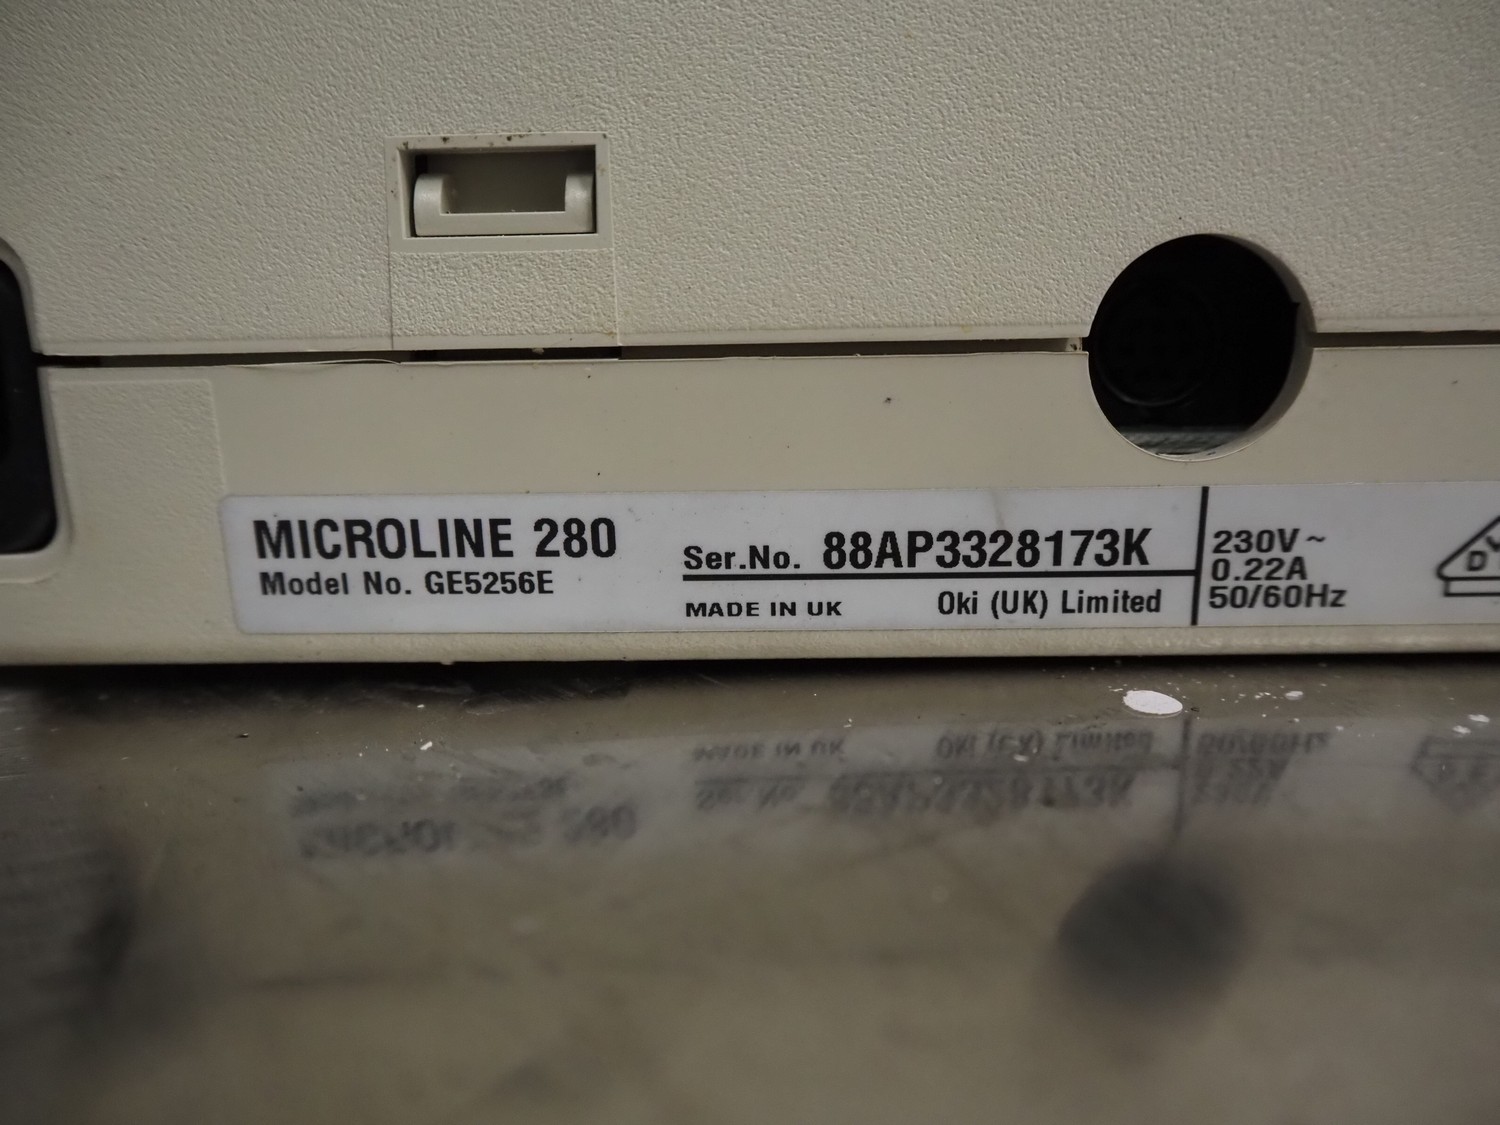 MICROLINE 280
Model No. GE5256E
Ser.No. 88AP3328173K
MADE IN UK Oki (UK) Limited
230V~
0.22A
50/60Hz
D